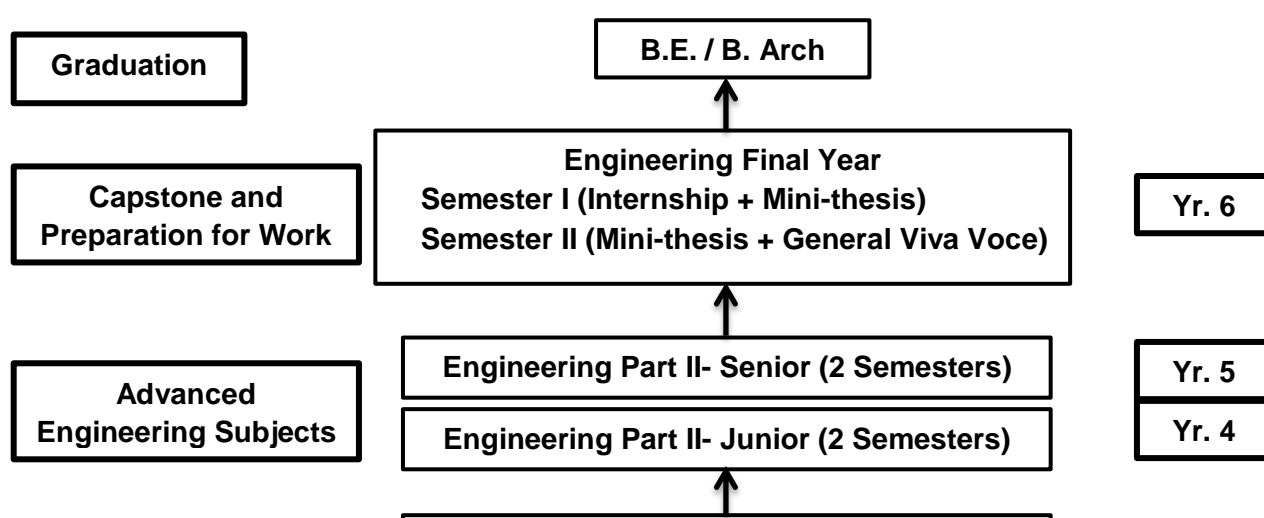 Graduation
B.E. / B. Arch
Capstone and
Preparation for Work
Engineering Final Year
Semester I (Internship + Mini-thesis)
Semester II (Mini-thesis + General Viva Voce)
Yr. 6
Advanced
Engineering Subjects
Engineering Part II- Senior (2 Semesters)
Engineering Part II- Junior (2 Semesters)
Yr. 5
Yr. 4